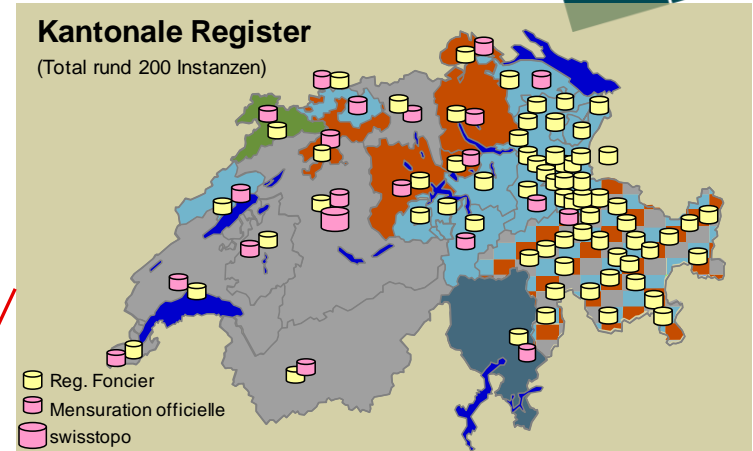 Kantonale Register
(Total rund 200 Instanzen)
Reg. Foncier
Mensuration officielle
swisstopo